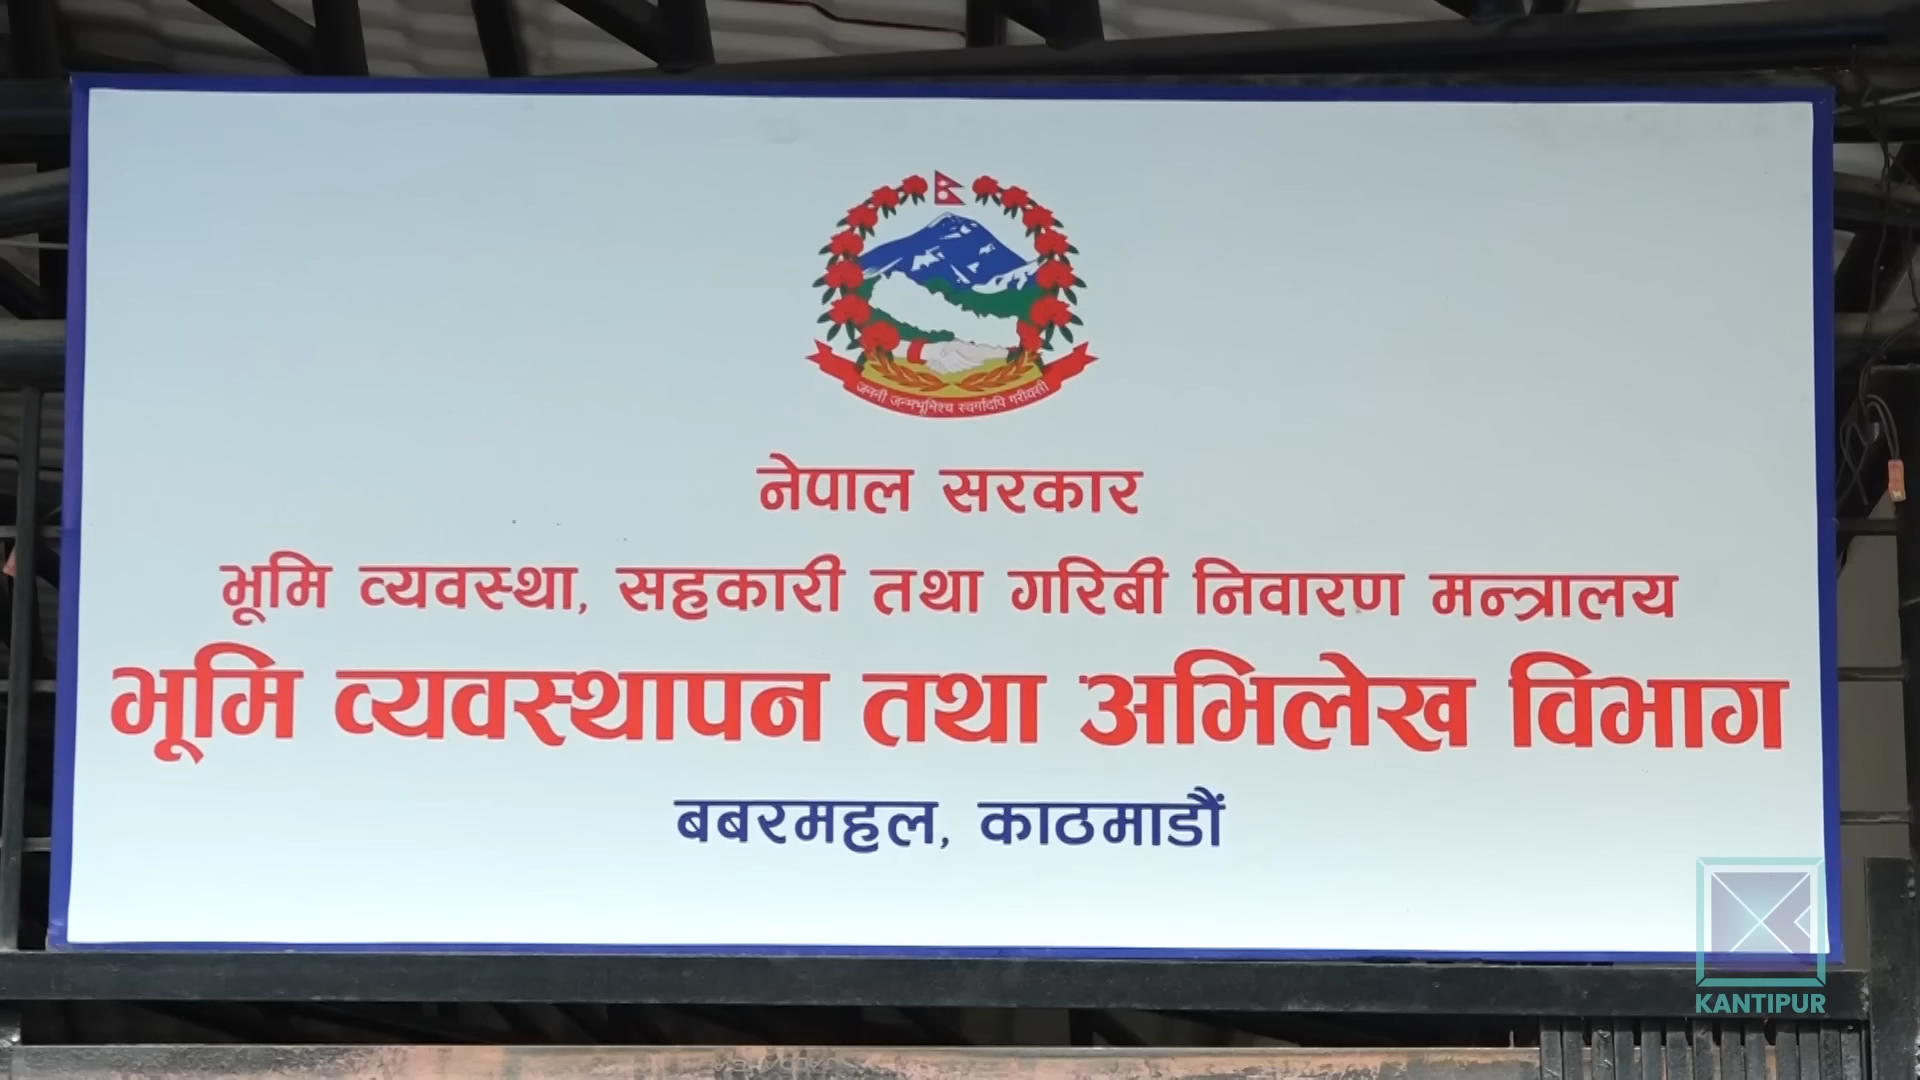 जननी जन्मभूमिश्च स्वर्गादपि गरीयसी
नेपाल सरकार
भूमि व्यवस्था, सहकारी तथा गरिबी निवारण मन्त्रालय
भूमि व्यवस्थापन तथा अभिलेख विभाग
बबरमहल, काठमाडौं
KANTIPUR